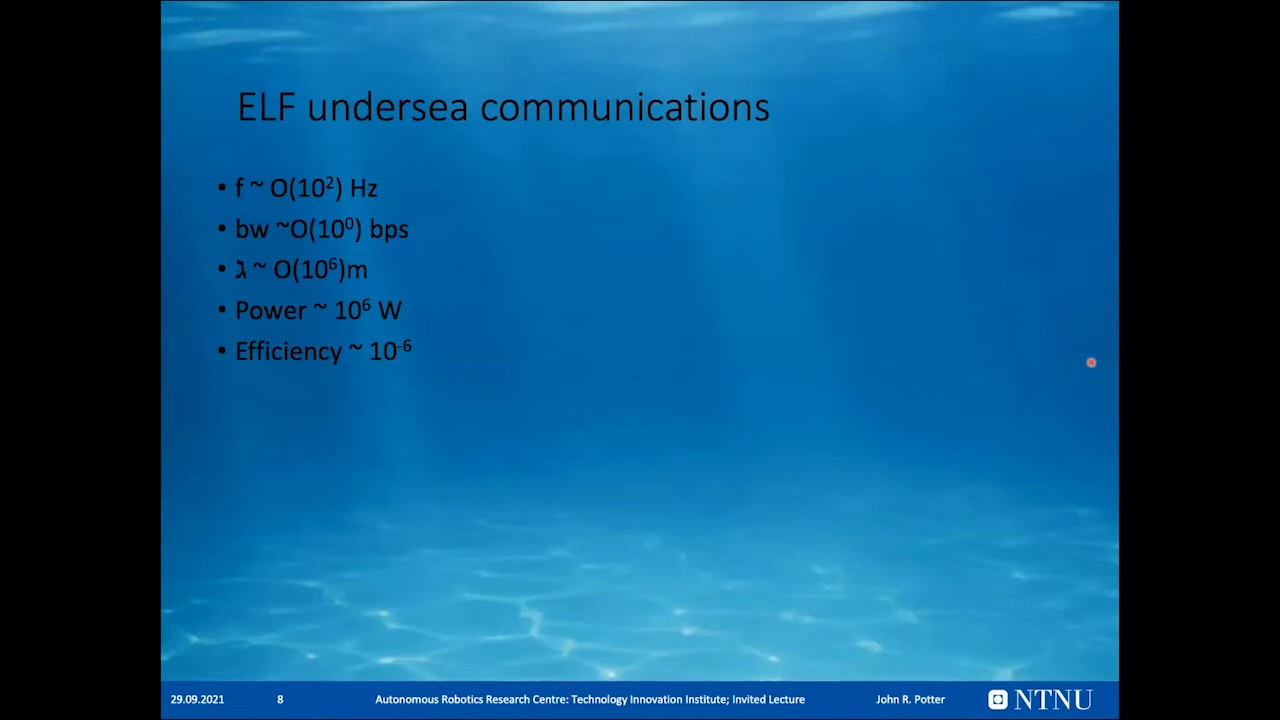 ELF undersea communications
• f ~ O(10²) Hz
• bw ~O(10⁰) bps
• ג ~ O(10⁶)m
• Power ~ 10⁶ W
• Efficiency ~ 10⁻⁶
29.09.2021 8 Autonomous Robotics Research Centre: Technology Innovation Institute; Invited Lecture John R. Potter NTNU